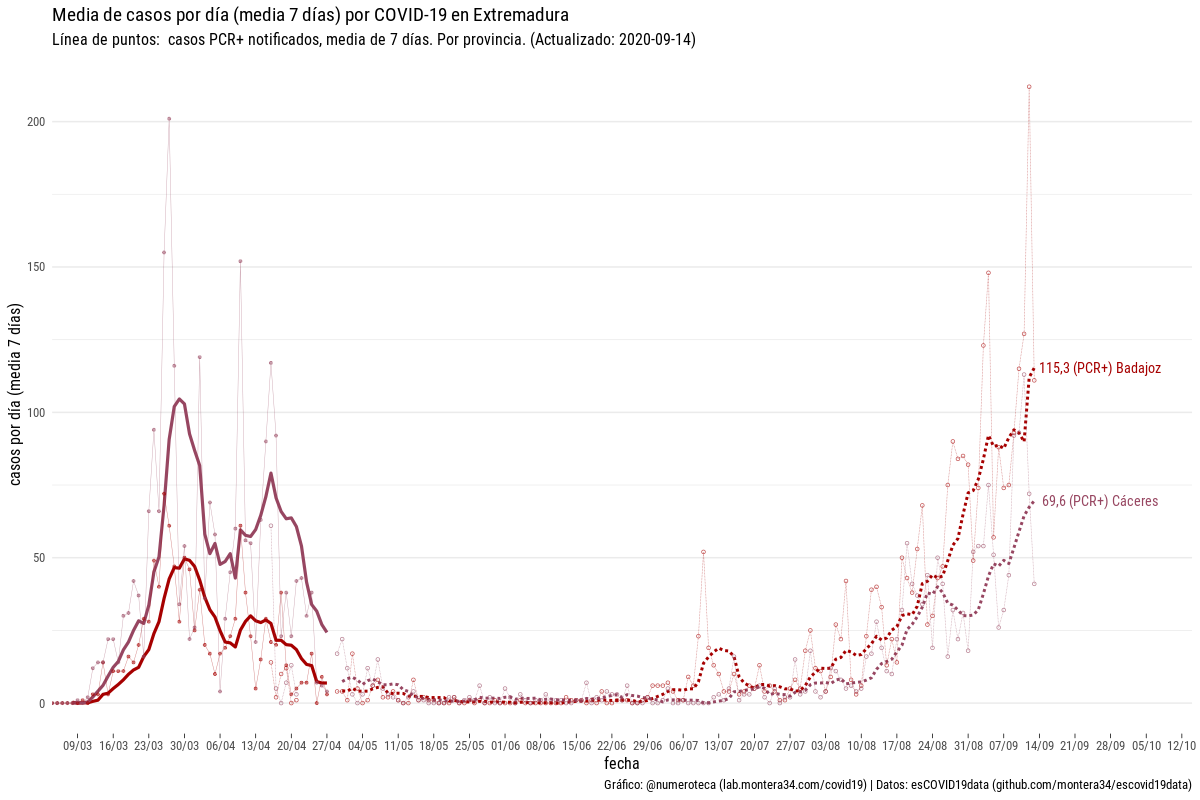 Media de casos por día (media 7 días) por COVID-19 en Extremadura
Línea de puntos:  casos PCR+ notificados, media de 7 días. Por provincia. (Actualizado: 2020-09-14)
casos por día (media 7 días)
200
150
100
50
0
115,3 (PCR+) Badajoz
69,6 (PCR+) Cáceres
09/03 16/03 23/03 30/03 06/04 13/04 20/04 27/04 04/05 11/05 18/05 25/05 01/06 08/06 15/06 22/06 29/06 06/07 13/07 20/07 27/07 03/08 10/08 17/08 24/08 31/08 07/09 14/09 21/09 28/09 05/10 12/10
fecha
Gráfico: @numeroteca (lab.montera34.com/covid19) | Datos: esCOVID19data (github.com/montera34/escovid19data)